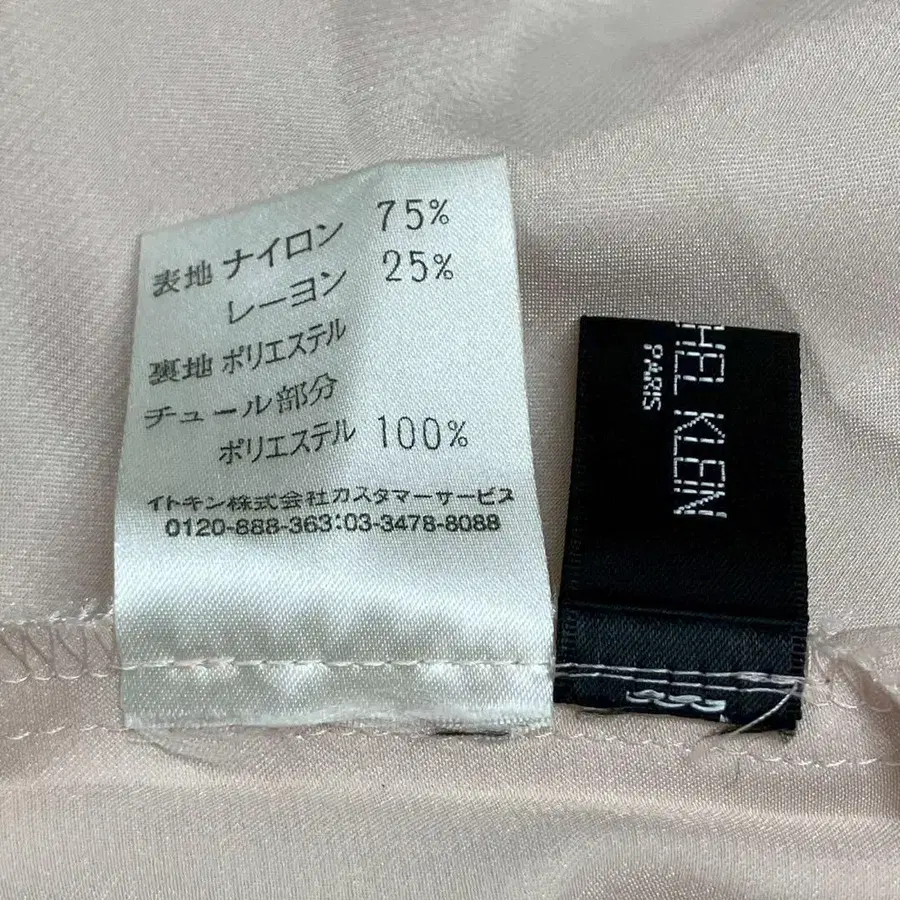 表地 ナイロン 75%
レーヨン 25%
裏地 ポリエステル
チュール部分
ポリエステル 100%
イトキン株式会社カスタマーサービス
0120-888-363:03-3478-8088
HEL KLEIN
PARIS